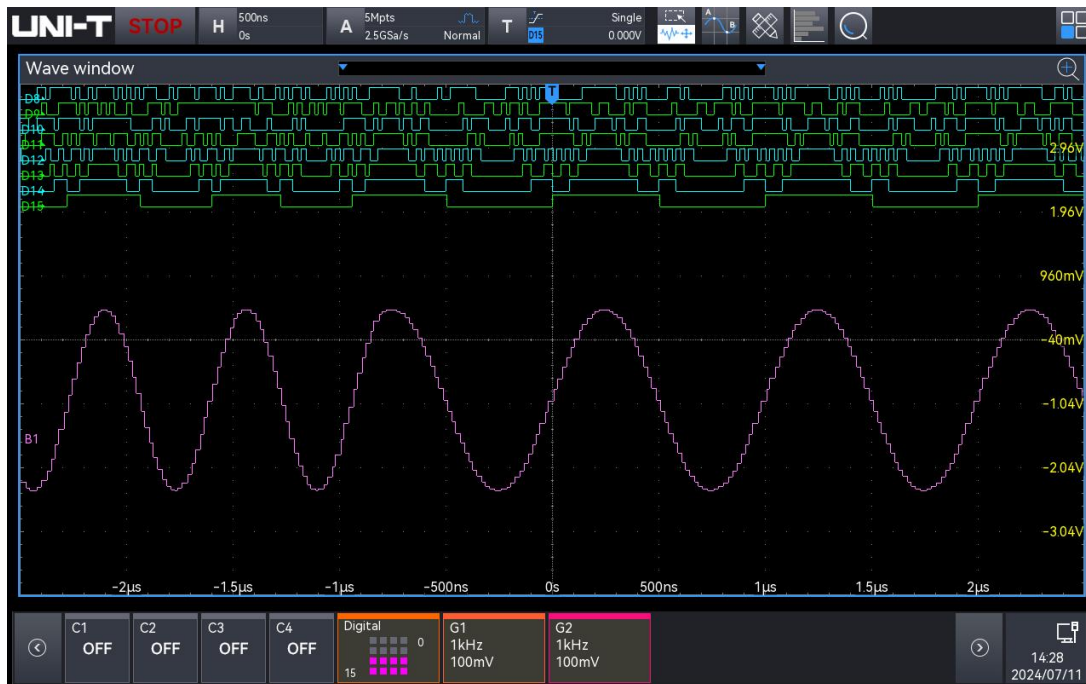 UNI-T STOP H 500ns 0s A 5Mpts 2.5GSa/s Normal T D15 Single 0.000V A B
Wave window
T
D8
D9
D10
D11
D12
2.96V
D13
D14
D15
1.96V
960mV
-40mV
-1.04V
B1
-2.04V
-3.04V
-2μs -1.5μs -1μs -500ns 0s 500ns 1μs 1.5μs 2μs
C1 OFF C2 OFF C3 OFF C4 OFF Digital 0 15 G1 1kHz 100mV G2 1kHz 100mV
14:28
2024/07/11